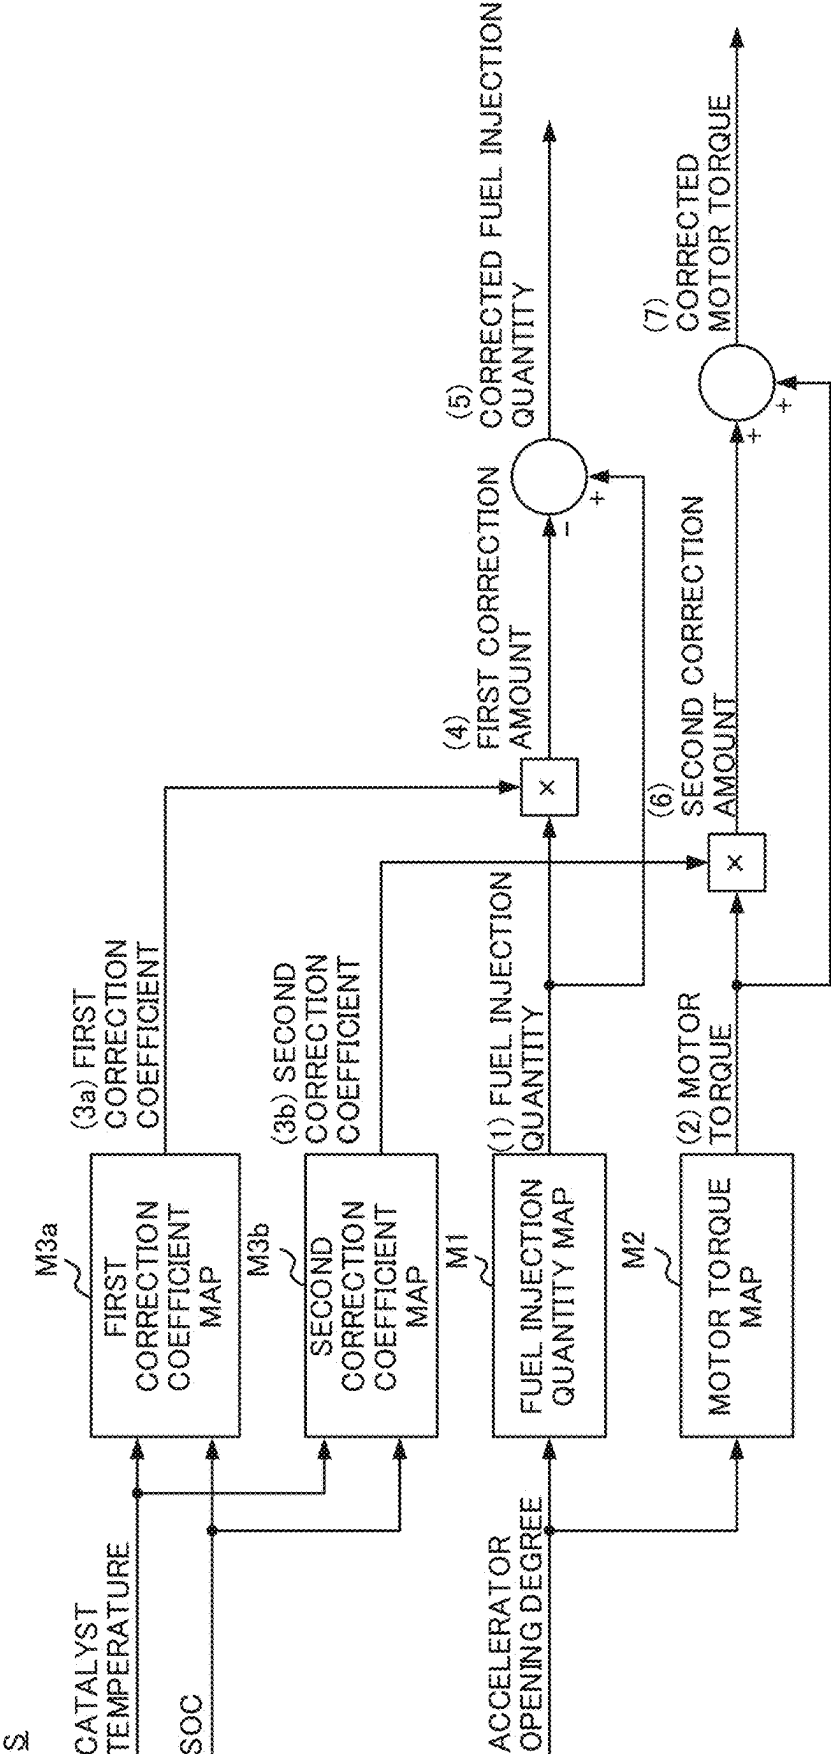 S
CATALYST
TEMPERATURE
SOC
ACCELERATOR
OPENING DEGREE
M3a
FIRST
CORRECTION
COEFFICIENT
MAP
M3b
SECOND
CORRECTION
COEFFICIENT
MAP
M1
FUEL INJECTION
QUANTITY MAP
M2
MOTOR TORQUE
MAP
(3a) FIRST
CORRECTION
COEFFICIENT
(3b) SECOND
CORRECTION
COEFFICIENT
(1) FUEL INJECTION
QUANTITY
(2) MOTOR
TORQUE
×
×
(4)
FIRST CORRECTION
AMOUNT
(6)
SECOND CORRECTION
AMOUNT
−
+
+
+
(5)
CORRECTED FUEL INJECTION
QUANTITY
(7)
CORRECTED
MOTOR TORQUE